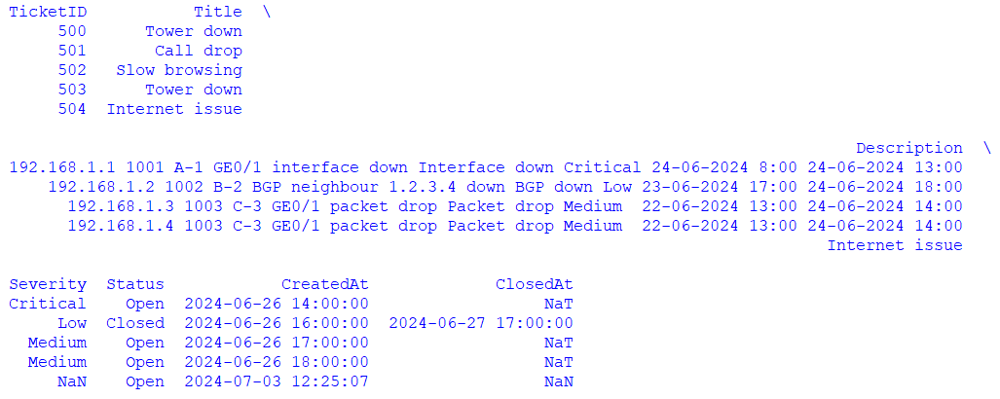 TicketID Title \
500 Tower down
501 Call drop
502 Slow browsing
503 Tower down
504 Internet issue
Description \
192.168.1.1 1001 A-1 GE0/1 interface down Interface down Critical 24-06-2024 8:00 24-06-2024 13:00
192.168.1.2 1002 B-2 BGP neighbour 1.2.3.4 down BGP down Low 23-06-2024 17:00 24-06-2024 18:00
192.168.1.3 1003 C-3 GE0/1 packet drop Packet drop Medium  22-06-2024 13:00 24-06-2024 14:00
192.168.1.4 1003 C-3 GE0/1 packet drop Packet drop Medium  22-06-2024 13:00 24-06-2024 14:00
Internet issue
Severity Status CreatedAt ClosedAt
Critical Open 2024-06-26 14:00:00 NaT
Low Closed 2024-06-26 16:00:00 2024-06-27 17:00:00
Medium Open 2024-06-26 17:00:00 NaT
Medium Open 2024-06-26 18:00:00 NaT
NaN Open 2024-07-03 12:25:07 NaN